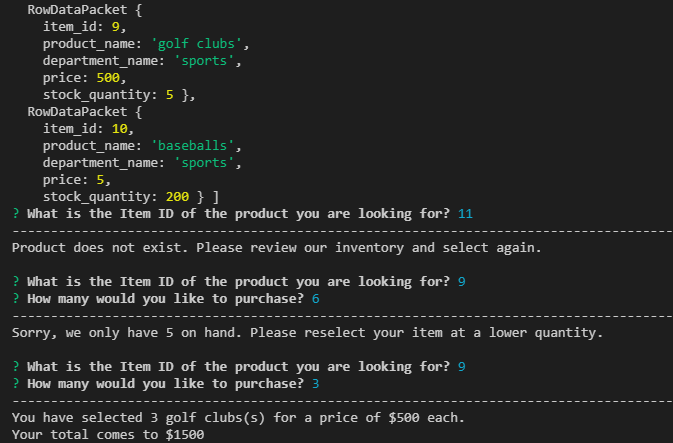 RowDataPacket {
item_id: 9,
product_name: 'golf clubs',
department_name: 'sports',
price: 500,
stock_quantity: 5 },
RowDataPacket {
item_id: 10,
product_name: 'baseballs',
department_name: 'sports',
price: 5,
stock_quantity: 200 } ]
? What is the Item ID of the product you are looking for? 11
--------------------------------------------------------------------------------------
Product does not exist. Please review our inventory and select again.
? What is the Item ID of the product you are looking for? 9
? How many would you like to purchase? 6
--------------------------------------------------------------------------------------
Sorry, we only have 5 on hand. Please reselect your item at a lower quantity.
? What is the Item ID of the product you are looking for? 9
? How many would you like to purchase? 3
--------------------------------------------------------------------------------------
You have selected 3 golf clubs(s) for a price of $500 each.
Your total comes to $1500